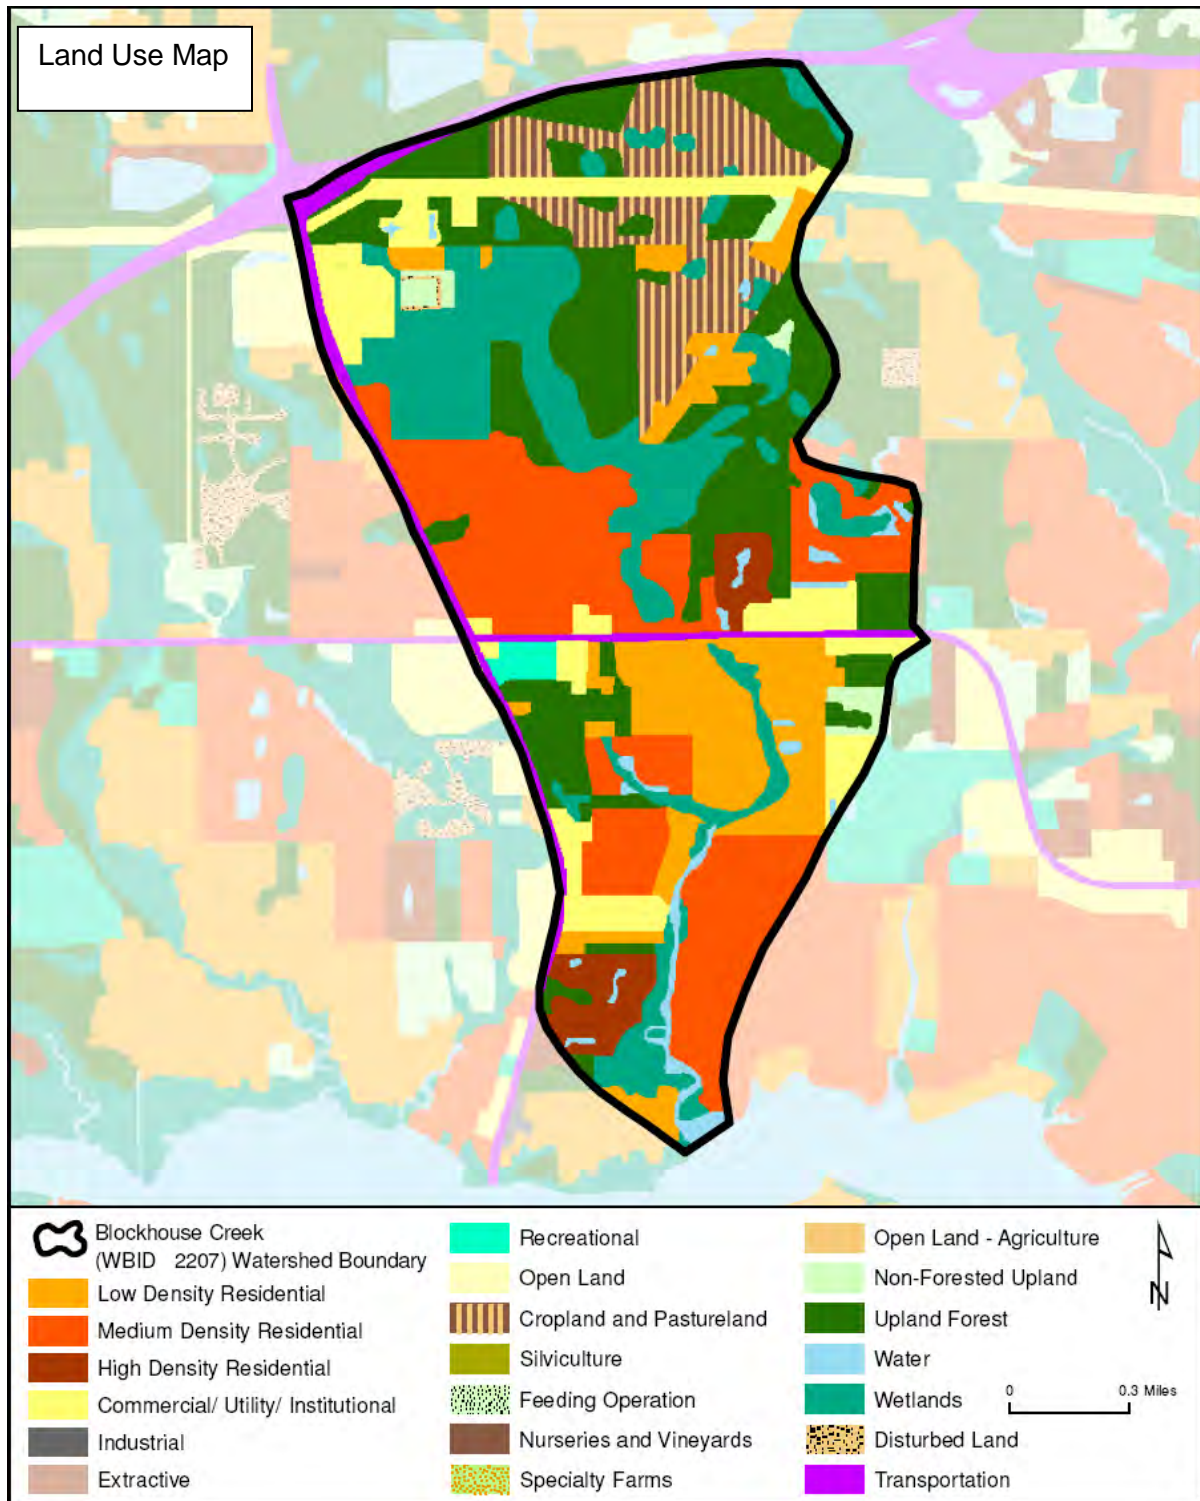 Land Use Map
Blockhouse Creek
(WBID 2207) Watershed Boundary
Low Density Residential
Medium Density Residential
High Density Residential
Commercial/ Utility/ Institutional
Industrial
Extractive
Recreational
Open Land
Cropland and Pastureland
Silviculture
Feeding Operation
Nurseries and Vineyards
Specialty Farms
Open Land - Agriculture
Non-Forested Upland
Upland Forest
Water
Wetlands
Disturbed Land
Transportation
N
0 0.3 Miles